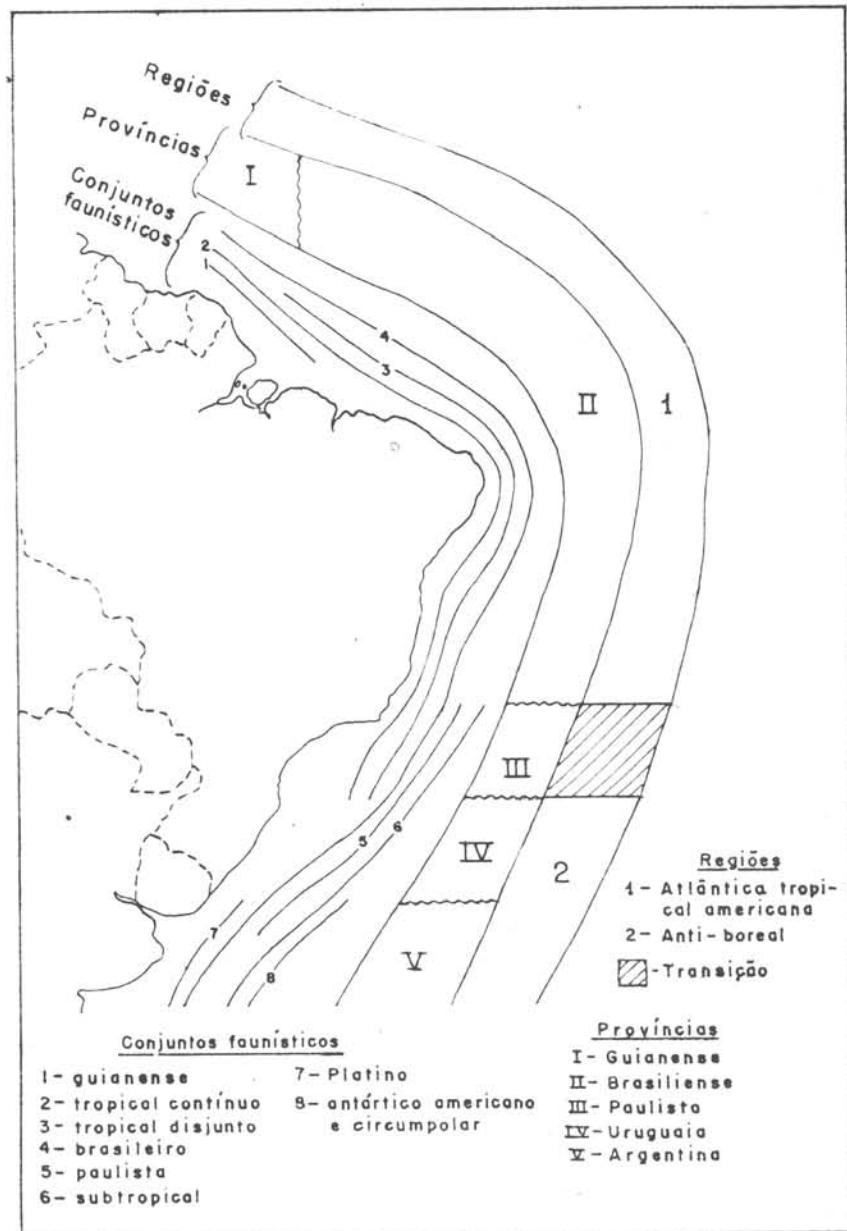 Regiões
Províncias
Conjuntos
faunísticos
I
2
1
4
3
II
1
III
6
5
IV
2
7
V
8
Regiões
1- Atlântica tropi-
cal americana
2- Anti-boreal
-Transição
Conjuntos faunísticos
1- guianense
2- tropical contínuo
3- tropical disjunto
4- brasileiro
5- paulista
6- subtropical
7- Platino
8- antártico americano
e circumpolar
Províncias
I- Guianense
II- Brasiliense
III- Paulista
IV- Uruguaia
V- Argentina